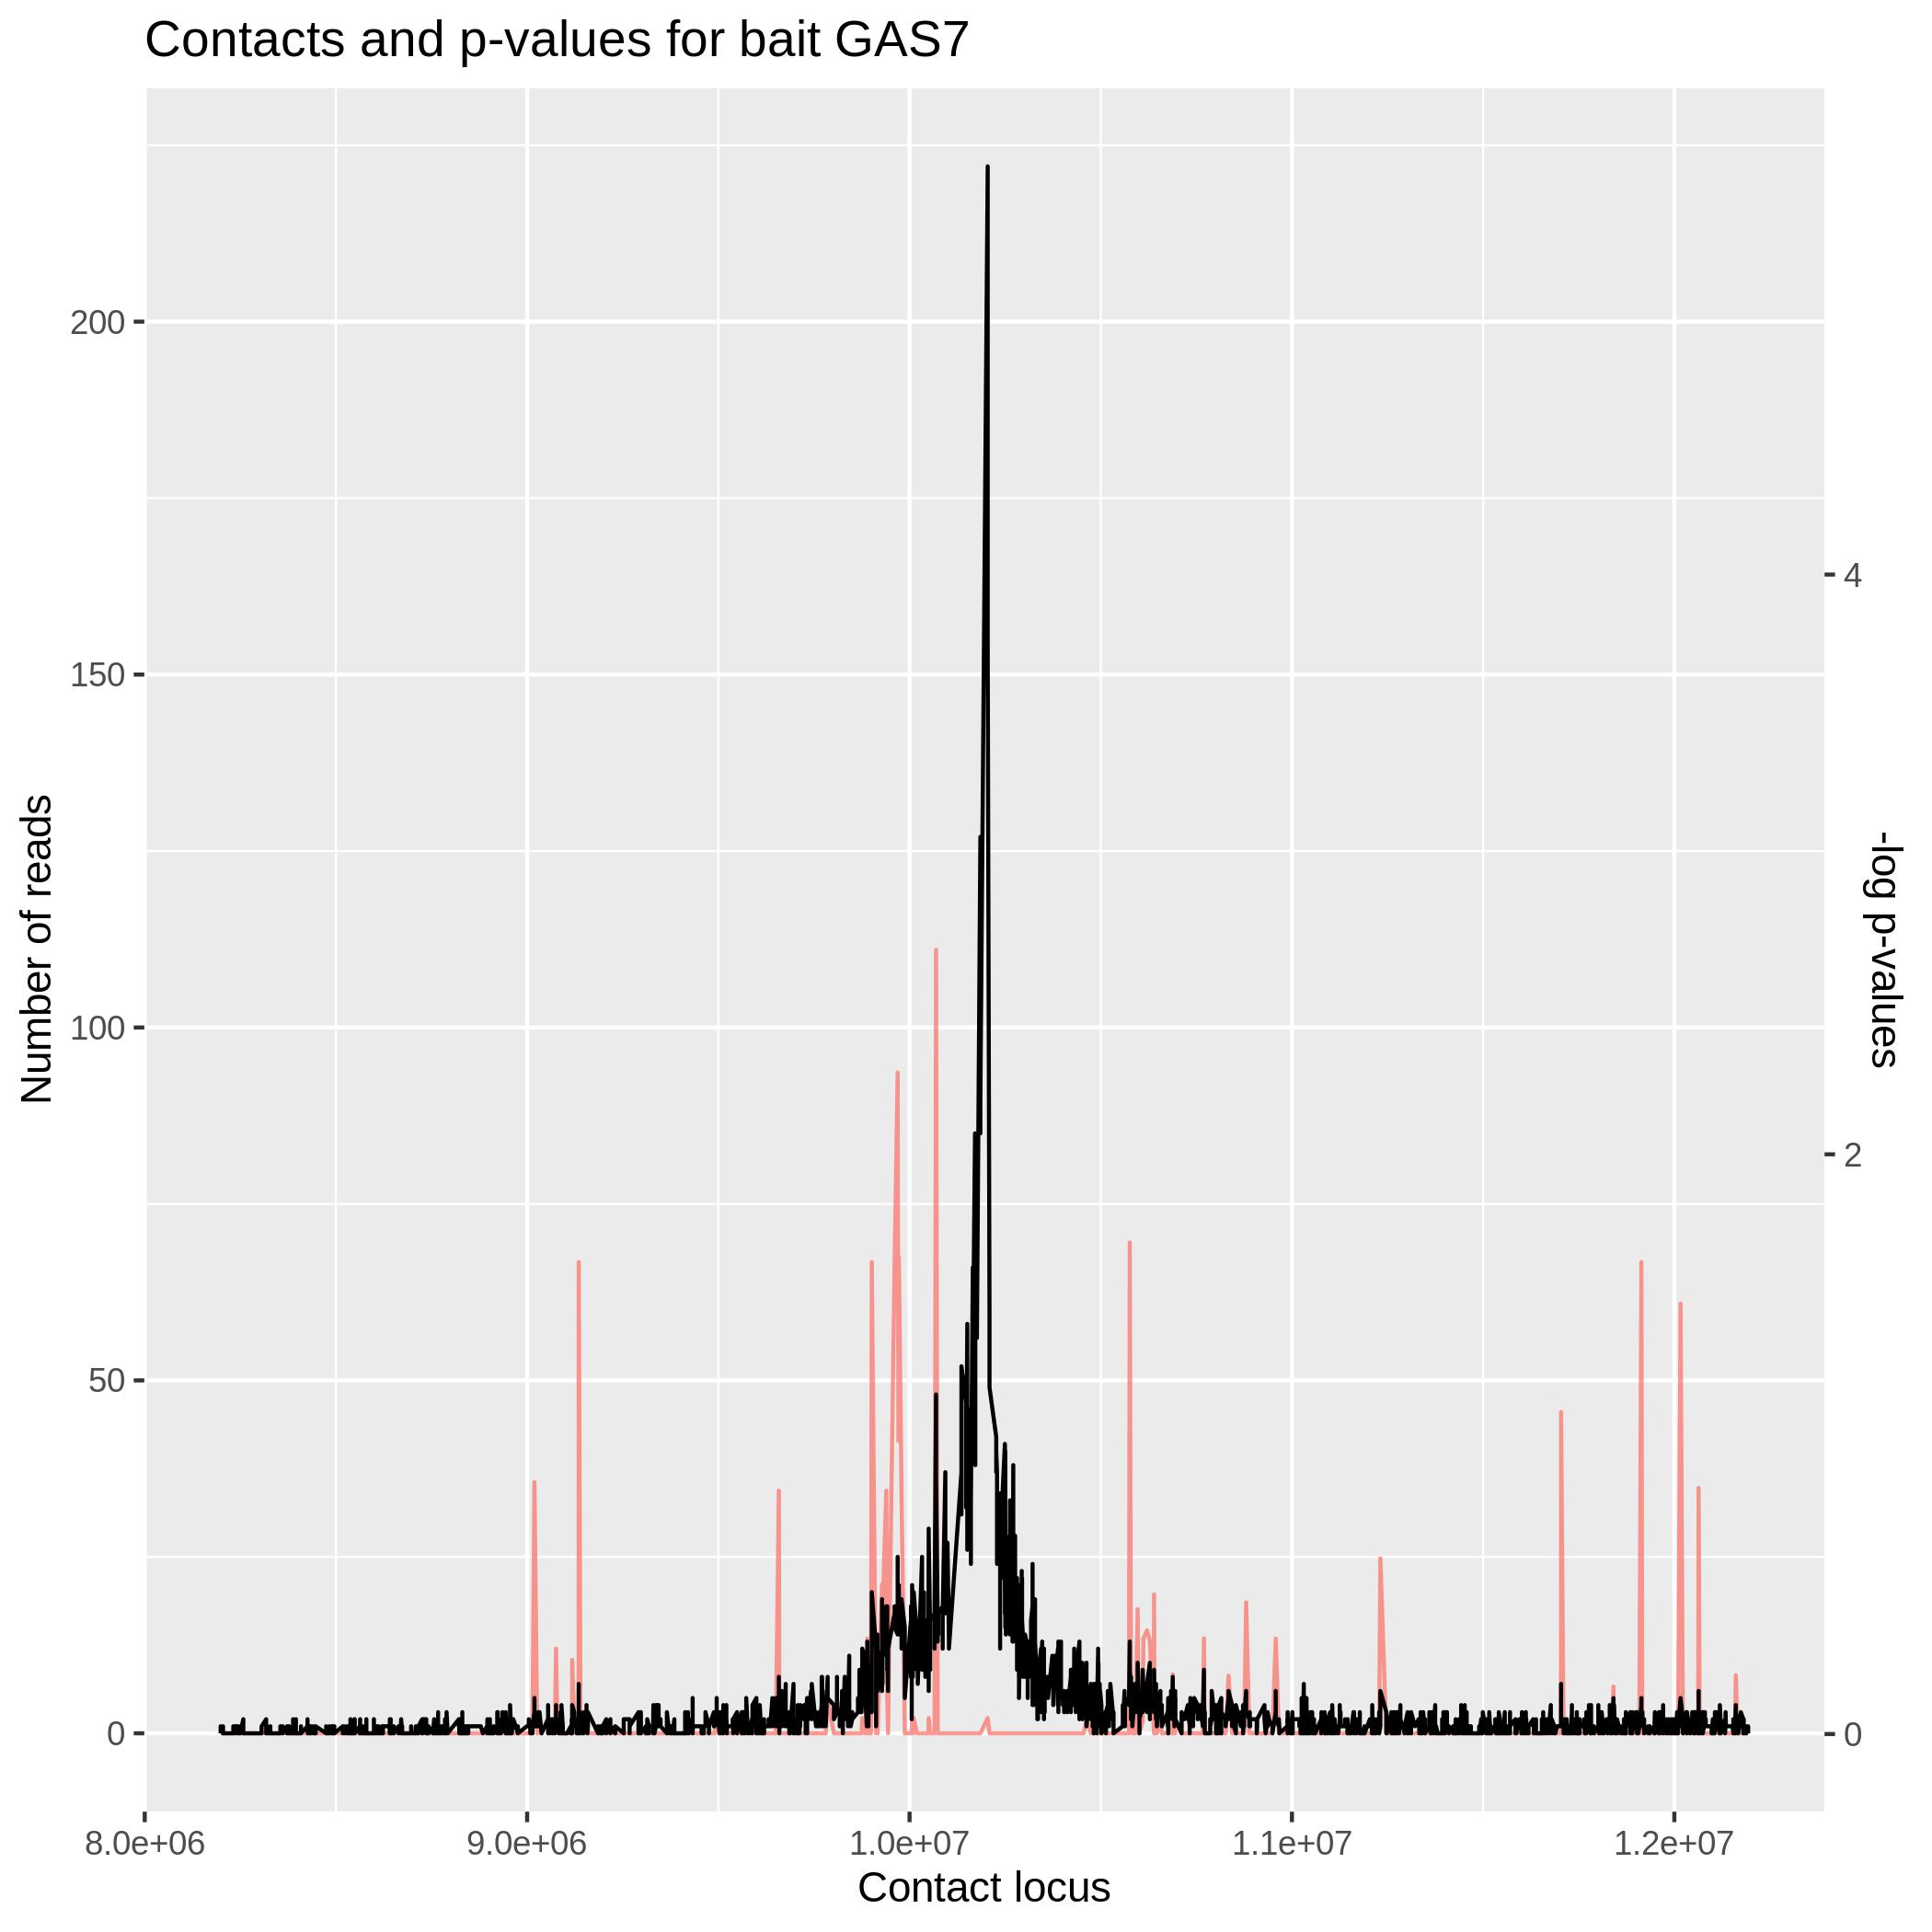 Contacts and p-values for bait GAS7
Number of reads
200
150
100
50
0
4
2
0
-log p-values
8.0e+06
9.0e+06
1.0e+07
1.1e+07
1.2e+07
Contact locus